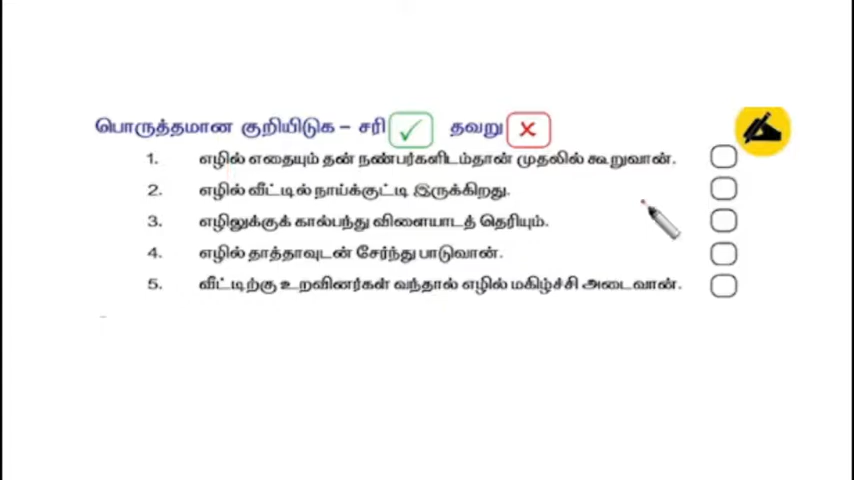 பொருத்தமான குறியிடுக – சரி ✓ தவறு ✗
1. எழில் எதையும் தன் நண்பர்களிடம்தான் முதலில் கூறுவான்.
2. எழில் வீட்டில் நாய்க்குட்டி இருக்கிறது.
3. எழிலுக்குக் கால்பந்து விளையாடத் தெரியும்.
4. எழில் தாத்தாவுடன் சேர்ந்து பாடுவான்.
5. வீட்டிற்கு உறவினர்கள் வந்தால் எழில் மகிழ்ச்சி அடைவான்.